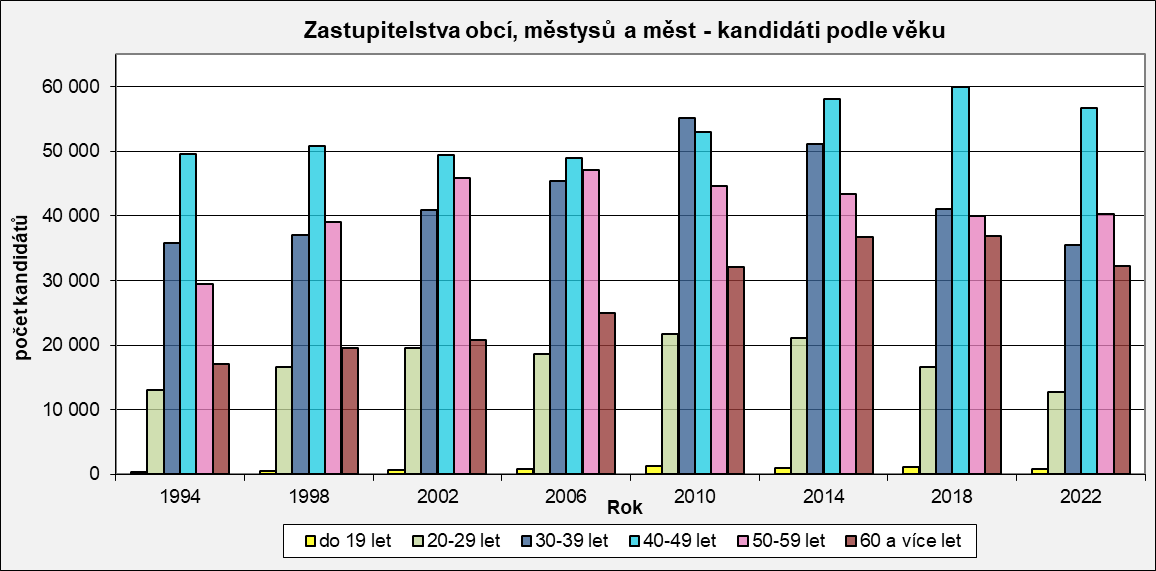 Zastupitelstva obcí, městysů a měst - kandidáti podle věku
počet kandidátů
60 000
50 000
40 000
30 000
20 000
10 000
0
1994 1998 2002 2006 2010 2014 2018 2022
Rok
do 19 let 20-29 let 30-39 let 40-49 let 50-59 let 60 a více let